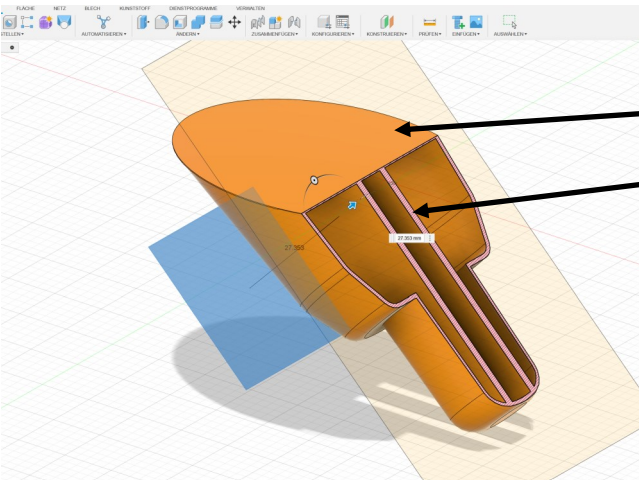 FLÄCHE NETZ BLECH KUNSTSTOFF DIENSTPROGRAMME VERWALTEN
STELLEN AUTOMATISIEREN ÄNDERN ZUSAMMENFÜGEN KONFIGURIEREN KONSTRUIEREN PRÜFEN EINFÜGEN AUSWÄHLEN
27.353
27.353 mm